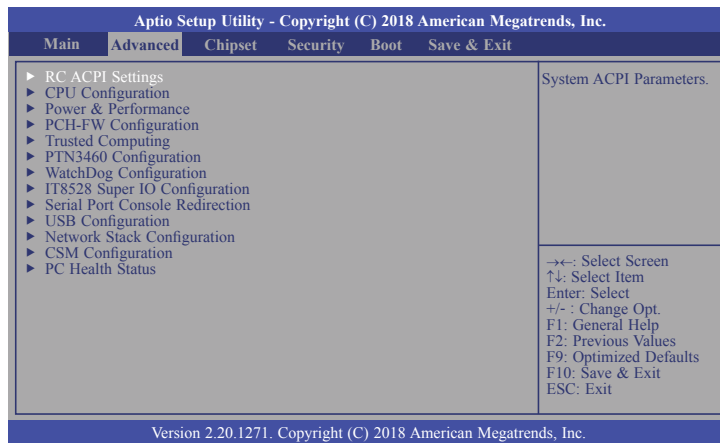 Aptio Setup Utility - Copyright (C) 2018 American Megatrends, Inc.
Main Advanced Chipset Security Boot Save & Exit
► RC ACPI Settings
► CPU Configuration
► Power & Performance
► PCH-FW Configuration
► Trusted Computing
► PTN3460 Configuration
► WatchDog Configuration
► IT8528 Super IO Configuration
► Serial Port Console Redirection
► USB Configuration
► Network Stack Configuration
► CSM Configuration
► PC Health Status
System ACPI Parameters.
→←: Select Screen
↑↓: Select Item
Enter: Select
+/- : Change Opt.
F1: General Help
F2: Previous Values
F9: Optimized Defaults
F10: Save & Exit
ESC: Exit
Version 2.20.1271. Copyright (C) 2018 American Megatrends, Inc.